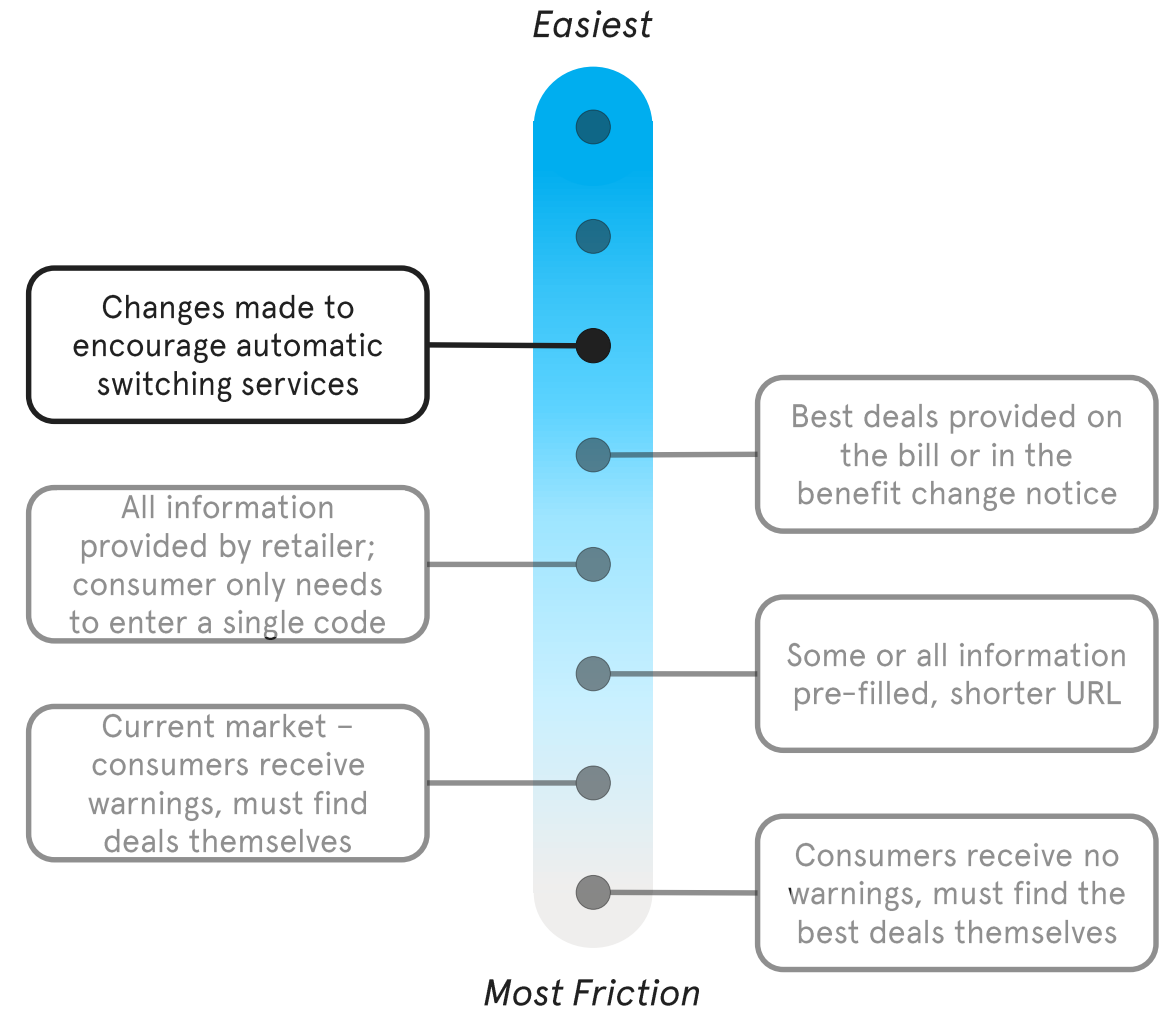 Easiest
Changes made to
encourage automatic
switching services
Best deals provided on
the bill or in the
benefit change notice
All information
provided by retailer;
consumer only needs
to enter a single code
Some or all information
pre-filled, shorter URL
Current market –
consumers receive
warnings, must find
deals themselves
Consumers receive no
warnings, must find the
best deals themselves
Most Friction